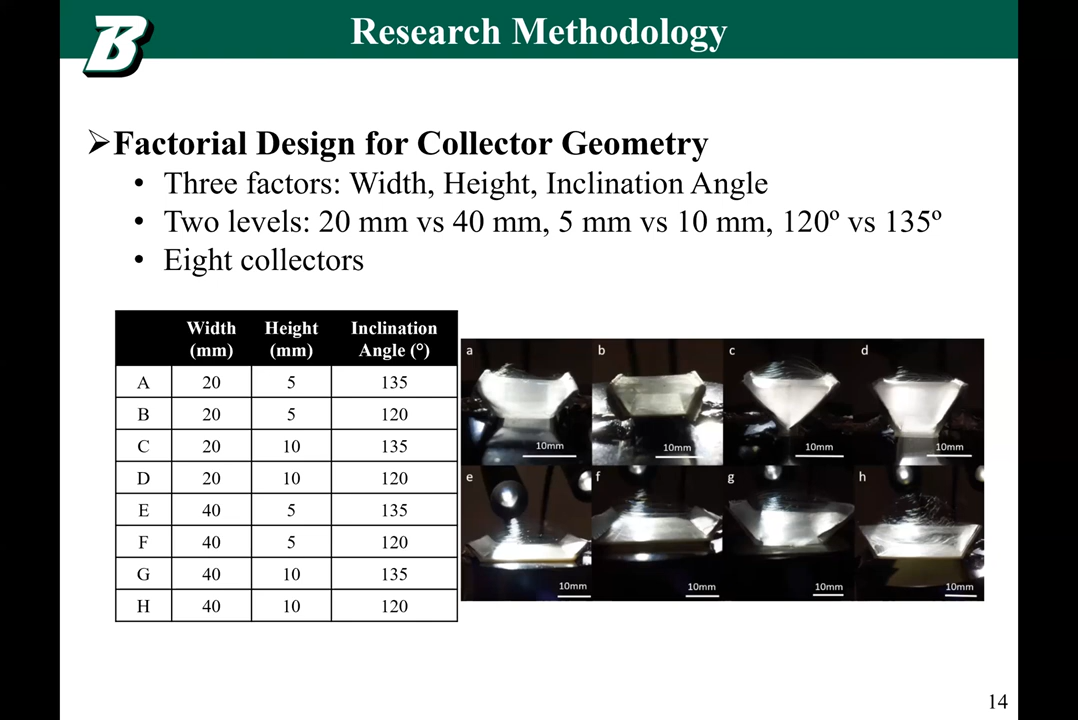 B
Research Methodology
➢Factorial Design for Collector Geometry
• Three factors: Width, Height, Inclination Angle
• Two levels: 20 mm vs 40 mm, 5 mm vs 10 mm, 120º vs 135º
• Eight collectors
Width (mm) Height (mm) Inclination Angle (°)
A 20 5 135
B 20 5 120
C 20 10 135
D 20 10 120
E 40 5 135
F 40 5 120
G 40 10 135
H 40 10 120
a b c d
10mm 10mm 10mm 10mm
e f g h
10mm 10mm 10mm 10mm
14